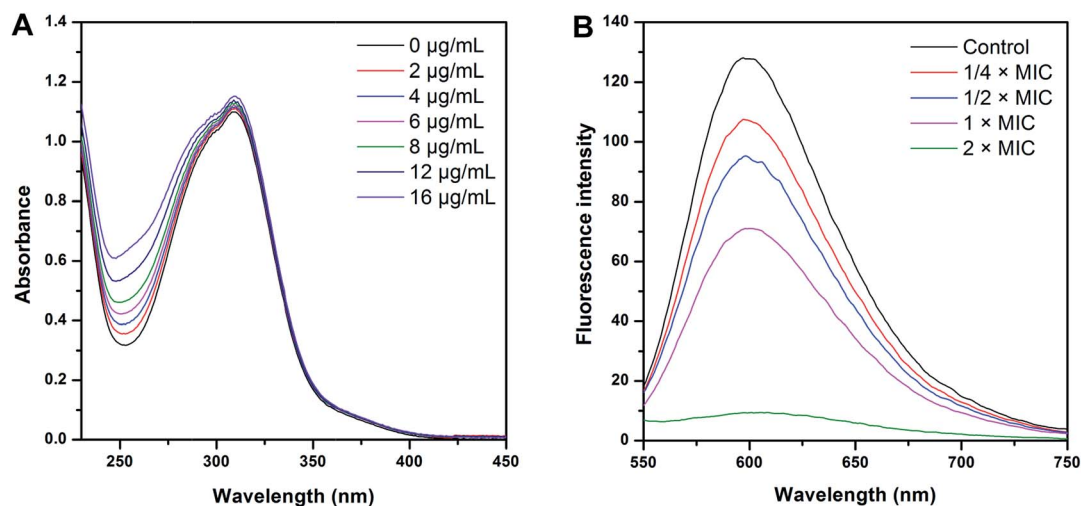 A
1.4
1.2
1.0
0.8
0.6
0.4
0.2
0.0
Absorbance
250 300 350 400 450
Wavelength (nm)
0 µg/mL
2 µg/mL
4 µg/mL
6 µg/mL
8 µg/mL
12 µg/mL
16 µg/mL
B
140
120
100
80
60
40
20
0
Fluorescence intensity
550 600 650 700 750
Wavelength (nm)
Control
1/4 × MIC
1/2 × MIC
1 × MIC
2 × MIC